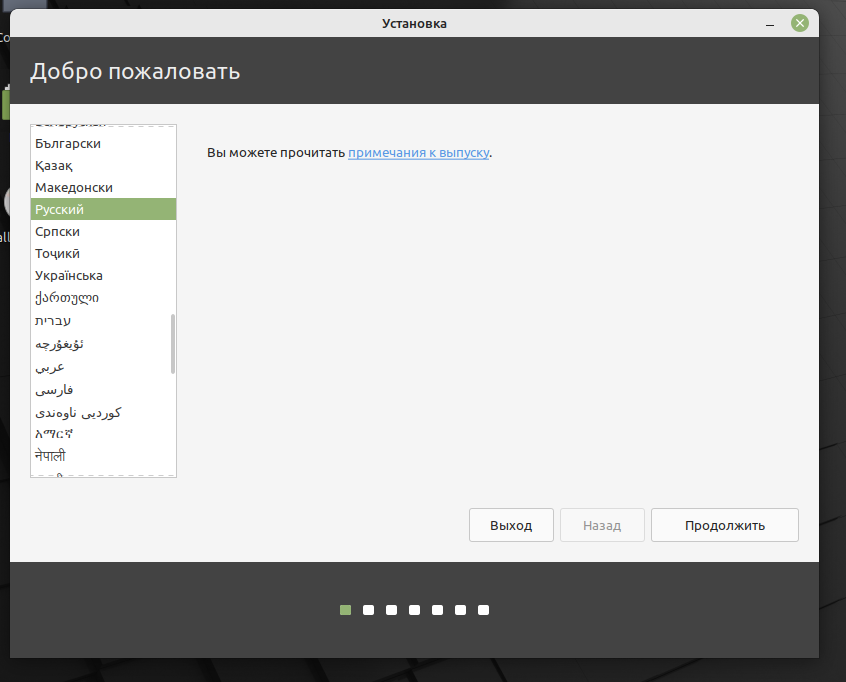 Установка
Добро пожаловать
Български
Қазақ
Македонски
Русский
Српски
Тоҷикӣ
Українська
ქართული
עברית
ئۇيغۇرچە
عربي
فارسی
کوردیی ناوەندی
አማርኛ
नेपाली
Вы можете прочитать примечания к выпуску.
Выход
Назад
Продолжить